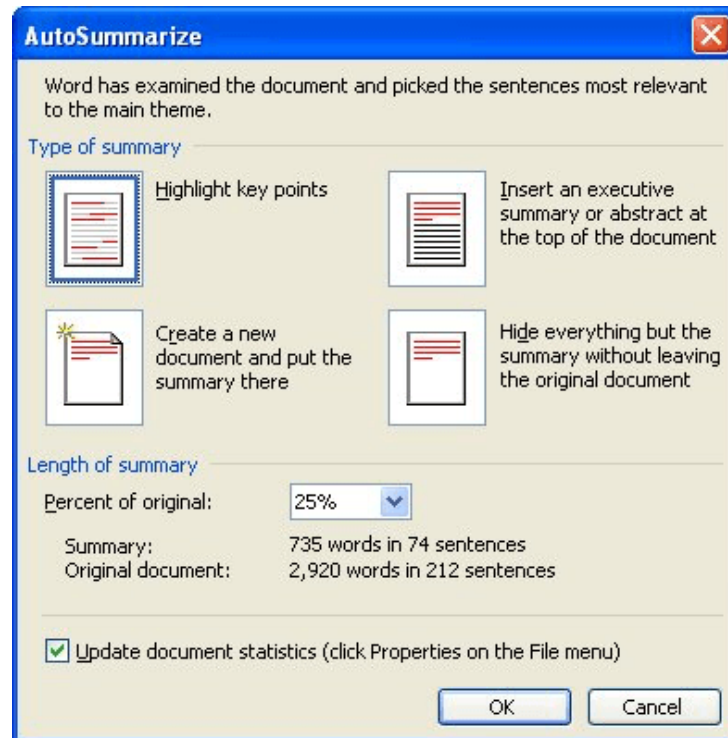 AutoSummarize
Word has examined the document and picked the sentences most relevant
to the main theme.
Type of summary
Highlight key points
Insert an executive
summary or abstract at
the top of the document
Create a new
document and put the
summary there
Hide everything but the
summary without leaving
the original document
Length of summary
Percent of original: 25%
Summary: 735 words in 74 sentences
Original document: 2,920 words in 212 sentences
Update document statistics (click Properties on the File menu)
OK Cancel